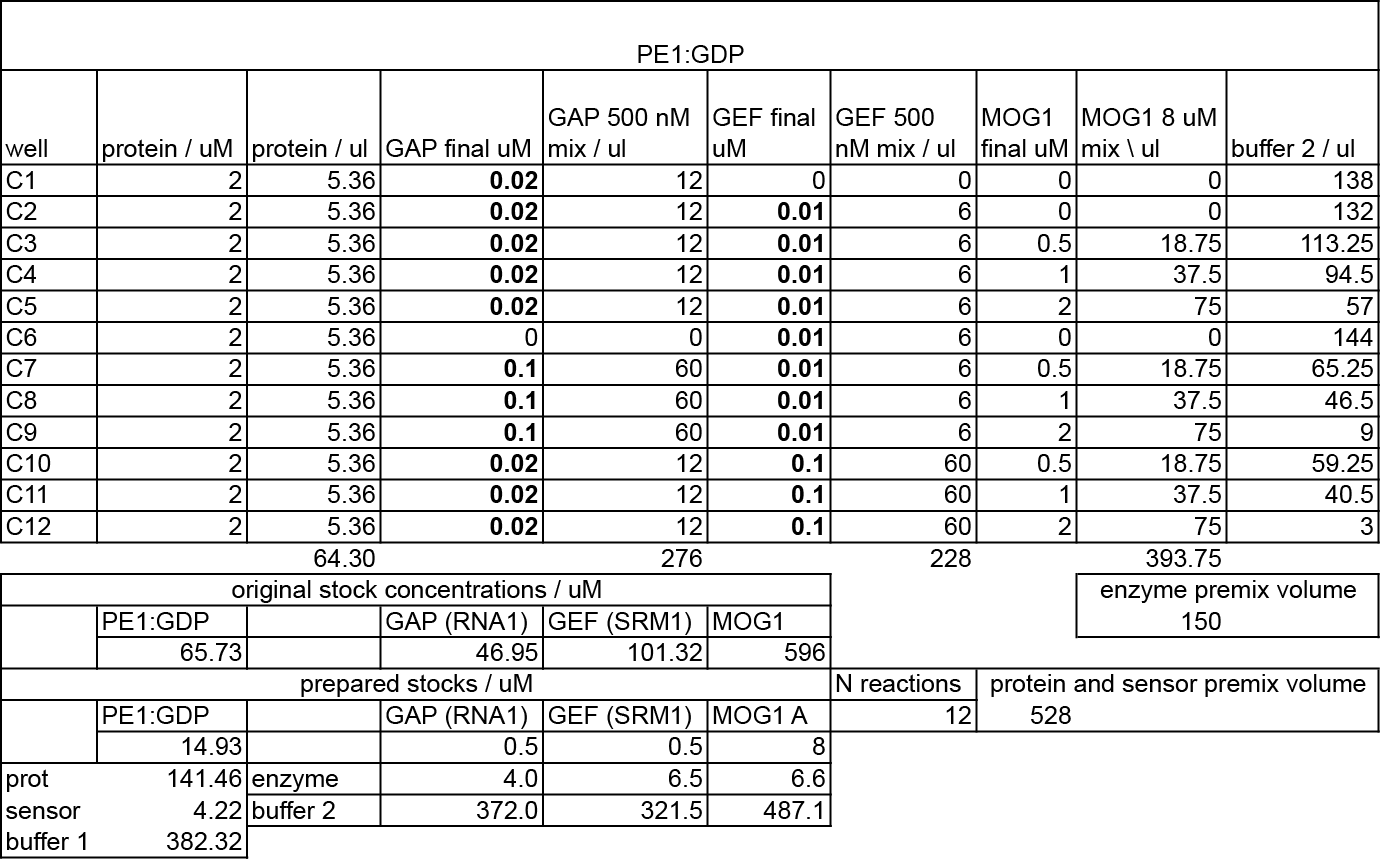 PE1:GDP
well protein / uM protein / ul GAP final uM GAP 500 nM mix / ul GEF final uM GEF 500 nM mix / ul MOG1 final uM MOG1 8 uM mix \ ul buffer 2 / ul
C1 2 5.36 0.02 12 0 0 0 0 138
C2 2 5.36 0.02 12 0.01 6 0 0 132
C3 2 5.36 0.02 12 0.01 6 0.5 18.75 113.25
C4 2 5.36 0.02 12 0.01 6 1 37.5 94.5
C5 2 5.36 0.02 12 0.01 6 2 75 57
C6 2 5.36 0 0 0.01 6 0 0 144
C7 2 5.36 0.1 60 0.01 6 0.5 18.75 65.25
C8 2 5.36 0.1 60 0.01 6 1 37.5 46.5
C9 2 5.36 0.1 60 0.01 6 2 75 9
C10 2 5.36 0.02 12 0.1 60 0.5 18.75 59.25
C11 2 5.36 0.02 12 0.1 60 1 37.5 40.5
C12 2 5.36 0.02 12 0.1 60 2 75 3
64.30 276 228 393.75
original stock concentrations / uM enzyme premix volume
PE1:GDP GAP (RNA1) GEF (SRM1) MOG1 150
65.73 46.95 101.32 596
prepared stocks / uM N reactions protein and sensor premix volume
PE1:GDP GAP (RNA1) GEF (SRM1) MOG1 A 12 528
14.93 0.5 0.5 8
prot 141.46 enzyme 4.0 6.5 6.6
sensor 4.22 buffer 2 372.0 321.5 487.1
buffer 1 382.32